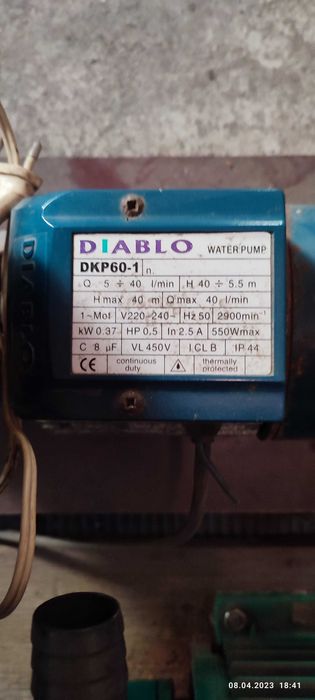 DIABLO
DIABLO WATER PUMP
DKP60-1 n.
Q 5 ÷ 40 l/min H 40 ÷ 5.5 m
H max 40 m Q max 40 l/min
1~Mot V220-240~ Hz 50 2900min⁻¹
kW 0.37 HP 0.5 In 2.5 A 550Wmax
C 8 µF VL 450V I.CL B IP 44
CE continuous duty thermally protected
08.04.2023 18:41